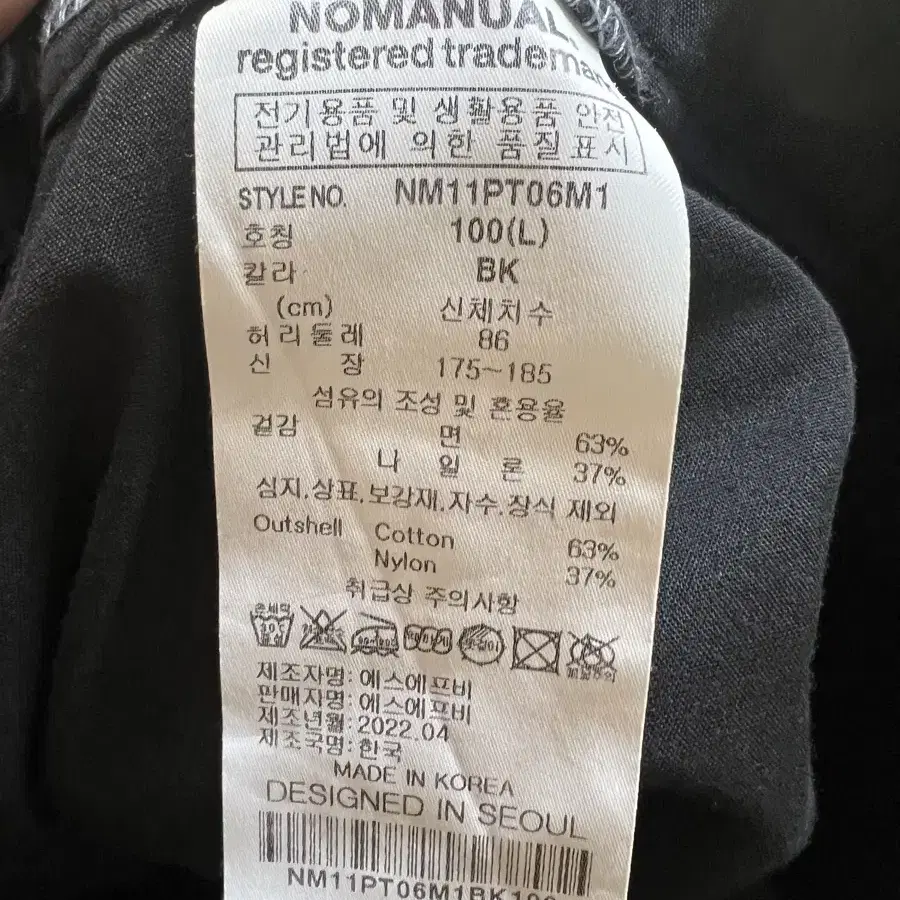 NOMANUAL
registered tradema
전기용품 및 생활용품 안전
관리법에 의한 품질표시
STYLE NO. NM11PT06M1
호칭 100(L)
칼라 BK
(cm) 신체치수
허리둘레 86
신 장 175~185
섬유의 조성 및 혼용율
겉감 면 63%
나 일 론 37%
심지.상표.보강재.자수.장식 제외
Outshell Cotton 63%
Nylon 37%
취급상 주의사항
손세탁
제조자명: 에스에프비
판매자명: 에스에프비
제조년월: 2022.04
제조국명: 한국
MADE IN KOREA
DESIGNED IN SEOUL
NM11PT06M1BK100